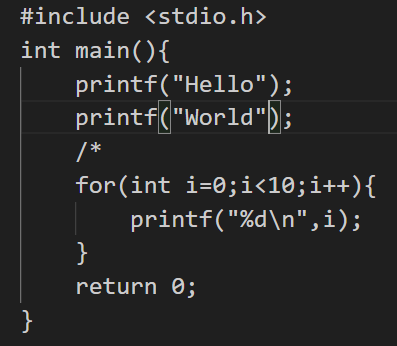 #include <stdio.h>
int main(){
    printf("Hello");
    printf("World");
    /*
    for(int i=0;i<10;i++){
        printf("%d\n",i);
    }
    return 0;
}